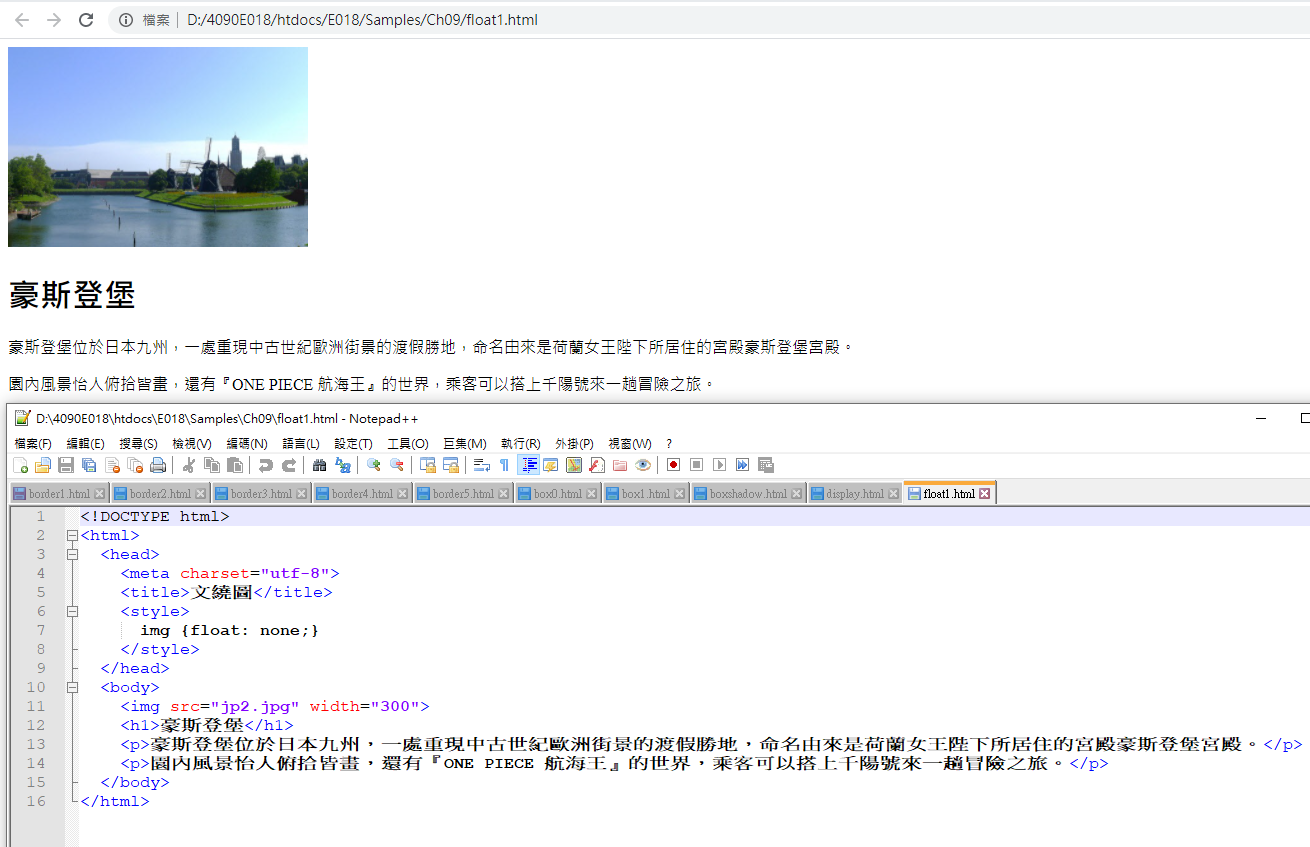 檔案 | D:/4090E018/htdocs/E018/Samples/Ch09/float1.html
豪斯登堡
豪斯登堡位於日本九州，一處重現中古世紀歐洲街景的渡假勝地，命名由來是荷蘭女王陛下所居住的宮殿豪斯登堡宮殿。
園內風景怡人俯拾皆畫，還有『ONE PIECE 航海王』的世界，乘客可以搭上千陽號來一趟冒險之旅。
D:\4090E018\htdocs\E018\Samples\Ch09\float1.html - Notepad++
檔案(F) 編輯(E) 搜尋(S) 檢視(V) 編碼(N) 語言(L) 設定(T) 工具(O) 巨集(M) 執行(R) 外掛(P) 視窗(W) ?
border1.html border2.html border3.html border4.html border5.html box0.html box1.html boxshadow.html display.html float1.html
1 <!DOCTYPE html>
2 <html>
3 <head>
4 <meta charset="utf-8">
5 <title>文繞圖</title>
6 <style>
7 img {float: none;}
8 </style>
9 </head>
10 <body>
11 <img src="jp2.jpg" width="300">
12 <h1>豪斯登堡</h1>
13 <p>豪斯登堡位於日本九州，一處重現中古世紀歐洲街景的渡假勝地，命名由來是荷蘭女王陛下所居住的宮殿豪斯登堡宮殿。</p>
14 <p>園內風景怡人俯拾皆畫，還有『ONE PIECE 航海王』的世界，乘客可以搭上千陽號來一趟冒險之旅。</p>
15 </body>
16 </html>